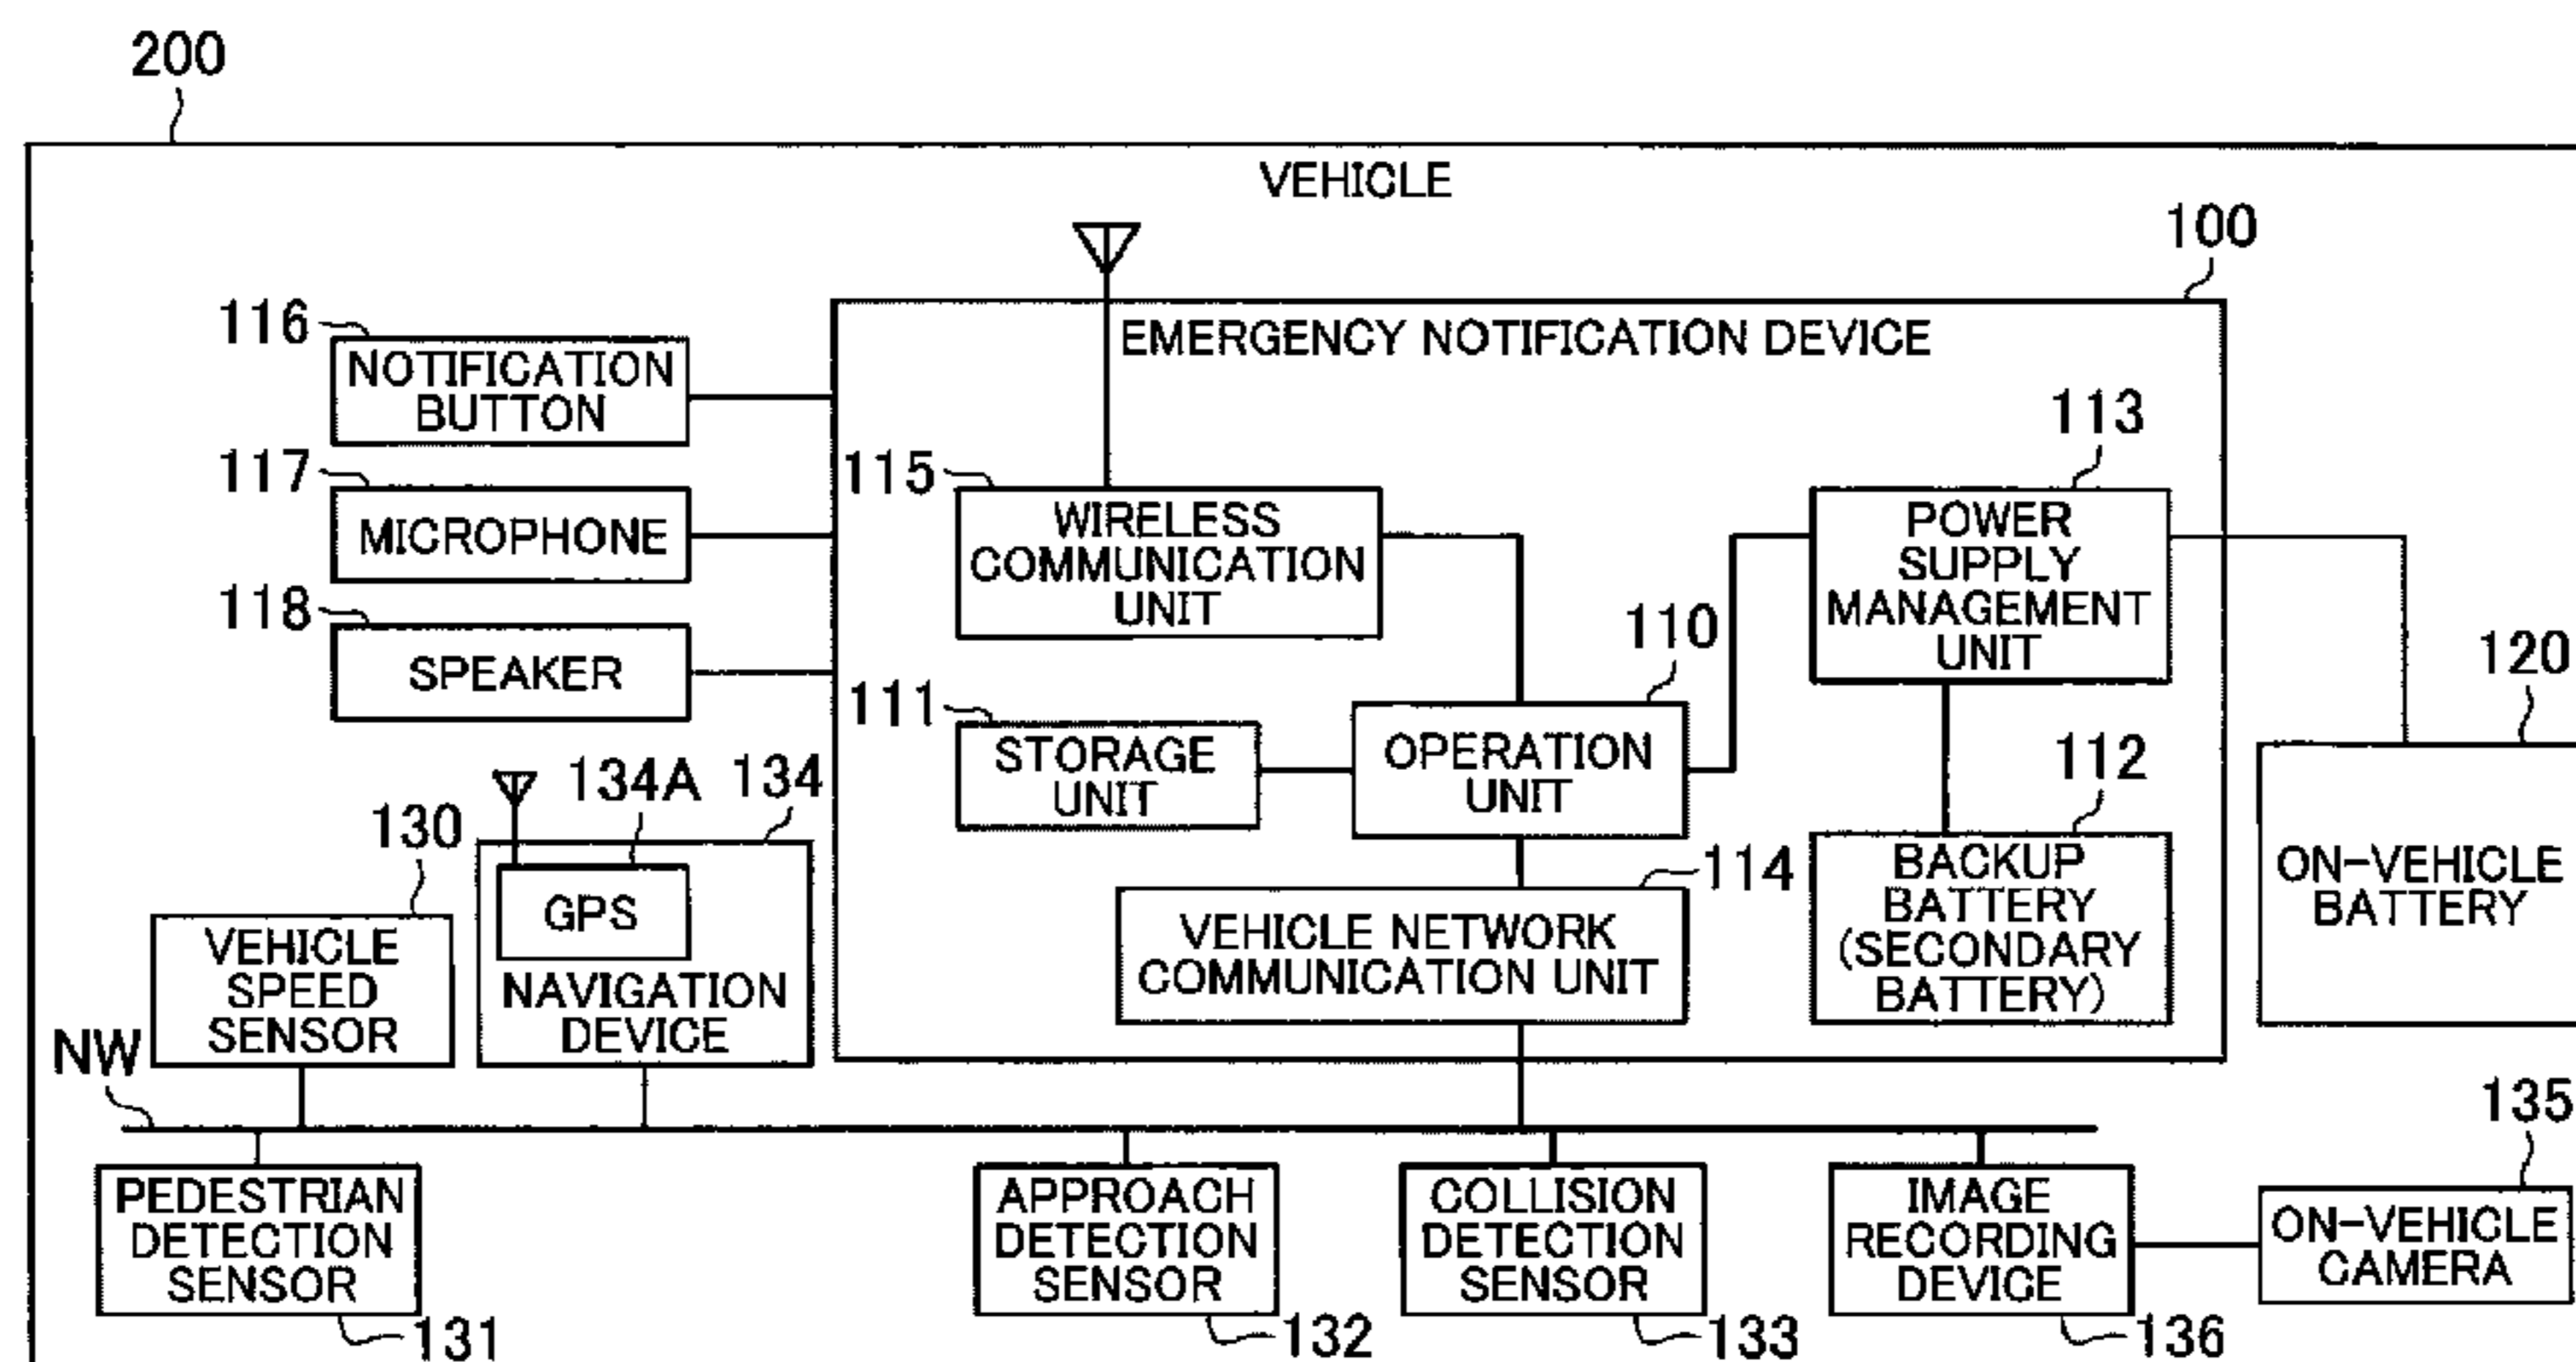 200
VEHICLE
100
116
NOTIFICATION
BUTTON
EMERGENCY NOTIFICATION DEVICE
117
MICROPHONE
118
SPEAKER
115
WIRELESS
COMMUNICATION
UNIT
113
POWER
SUPPLY
MANAGEMENT
UNIT
110
OPERATION
UNIT
111
STORAGE
UNIT
120
ON-VEHICLE
BATTERY
112
BACKUP
BATTERY
(SECONDARY
BATTERY)
114
VEHICLE NETWORK
COMMUNICATION UNIT
134A
134
GPS
NAVIGATION
DEVICE
130
VEHICLE
SPEED
SENSOR
NW
PEDESTRIAN
DETECTION
SENSOR
131
APPROACH
DETECTION
SENSOR
132
COLLISION
DETECTION
SENSOR
133
IMAGE
RECORDING
DEVICE
136
135
ON-VEHICLE
CAMERA